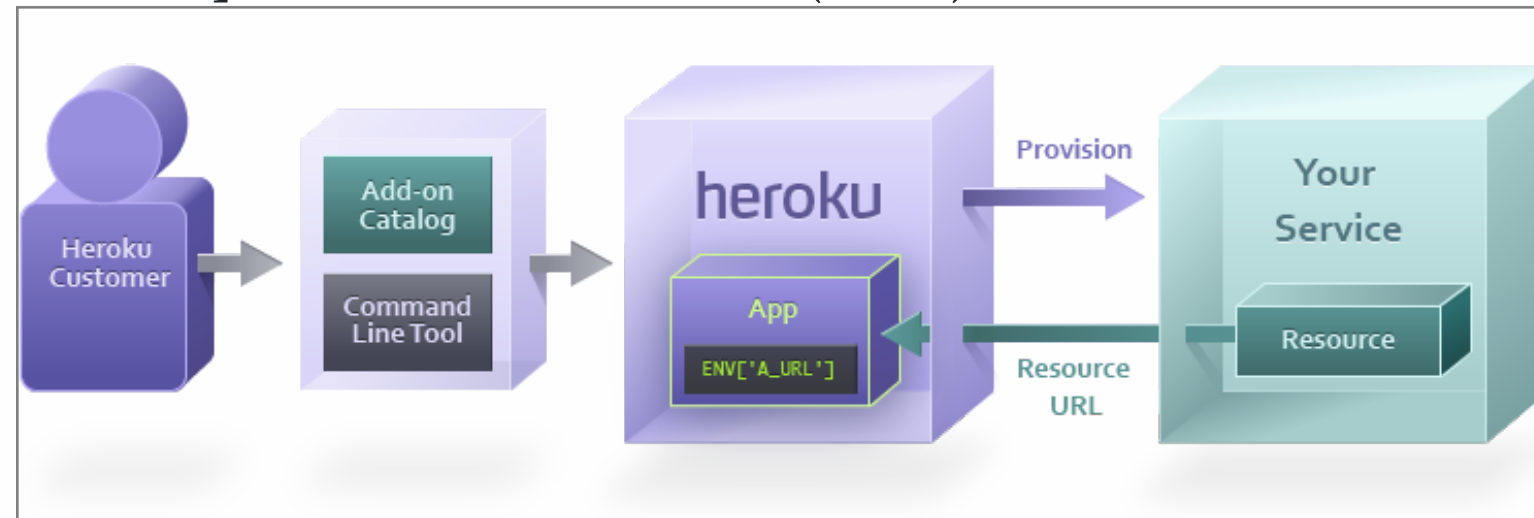 Heroku
Customer
Add-on
Catalog
Command
Line Tool
heroku
App
ENV['A_URL']
Provision
Resource
URL
Your
Service
Resource